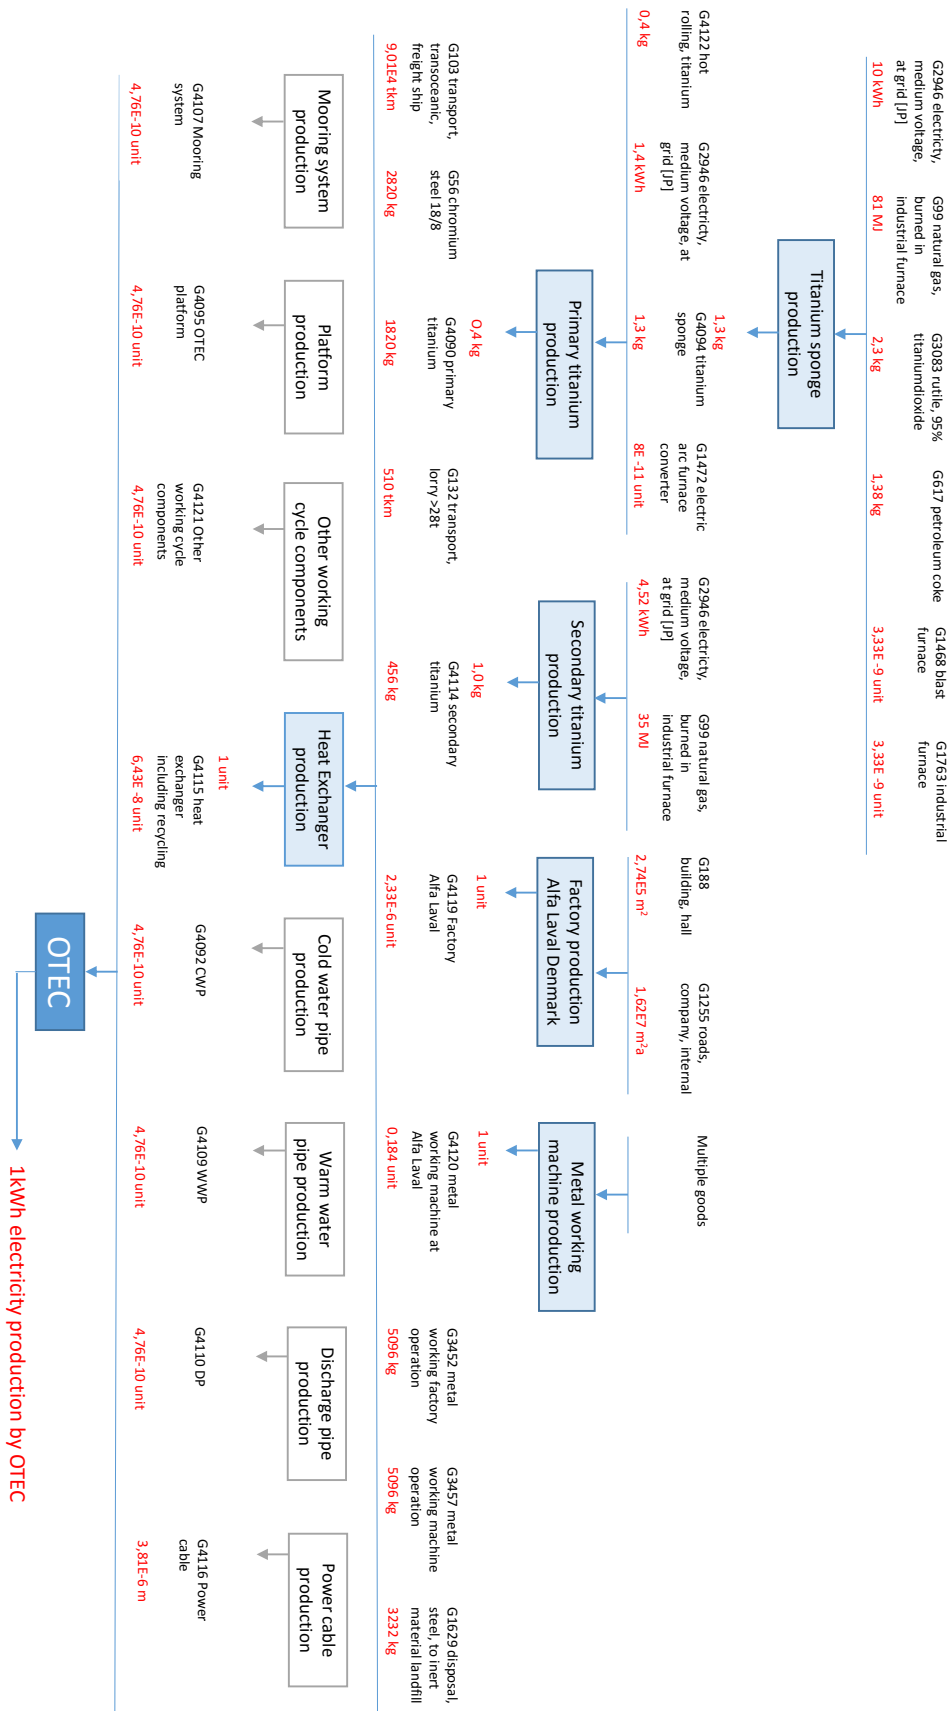 G2946 electricty,
medium voltage,
at grid [JP]
10 kWh
G99 natural gas,
burned in
industrial furnace
81 MJ
G3083 rutile, 95%
titaniumdioxide
2,3 kg
G617 petroleum coke
1,38 kg
G1468 blast
furnace
3,33E -9 unit
G1763 industrial
furnace
3,33E -9 unit
Titanium sponge
production
1,3 kg
G4122 hot
rolling, titanium
0,4 kg
G2946 electricty,
medium voltage, at
grid [JP]
1,4 kWh
G4094 titanium
sponge
1,3 kg
G1472 electric
arc furnace
converter
8E -11 unit
G2946 electricty,
medium voltage,
at grid [JP]
4,52 kWh
G99 natural gas,
burned in
industrial furnace
35 MJ
G188
building, hall
2,74E5 m²
G1255 roads,
company, internal
1,62E7 m²a
Multiple goods
Primary titanium
production
Secondary titanium
production
Factory production
Alfa Laval Denmark
Metal working
machine production
0,4 kg
1,0 kg
1 unit
1 unit
G103 transport,
transoceanic,
freight ship
9,01E4 tkm
G56 chromium
steel 18/8
2820 kg
G4090 primary
titanium
1820 kg
G132 transport,
lorry >28t
510 tkm
G4114 secondary
titanium
456 kg
G4119 Factory
Alfa Laval
2,33E-6 unit
G4120 metal
working machine at
Alfa Laval
0,184 unit
G3452 metal
working factory
operation
5096 kg
G3457 metal
working machine
operation
5096 kg
G1629 disposal,
steel, to inert
material landfill
3232 kg
Mooring system
production
Platform
production
Other working
cycle components
Heat Exchanger
production
Cold water pipe
production
Warm water
pipe production
Discharge pipe
production
Power cable
production
1 unit
G4107 Mooring
system
4,76E-10 unit
G4095 OTEC
platform
4,76E-10 unit
G4121 Other
working cycle
components
4,76E-10 unit
G4115 heat
exchanger
including recycling
6,43E -8 unit
G4092 CWP
4,76E-10 unit
G4109 WWP
4,76E-10 unit
G4110 DP
4,76E-10 unit
G4116 Power
cable
3,81E-6 m
OTEC
1kWh electricity production by OTEC